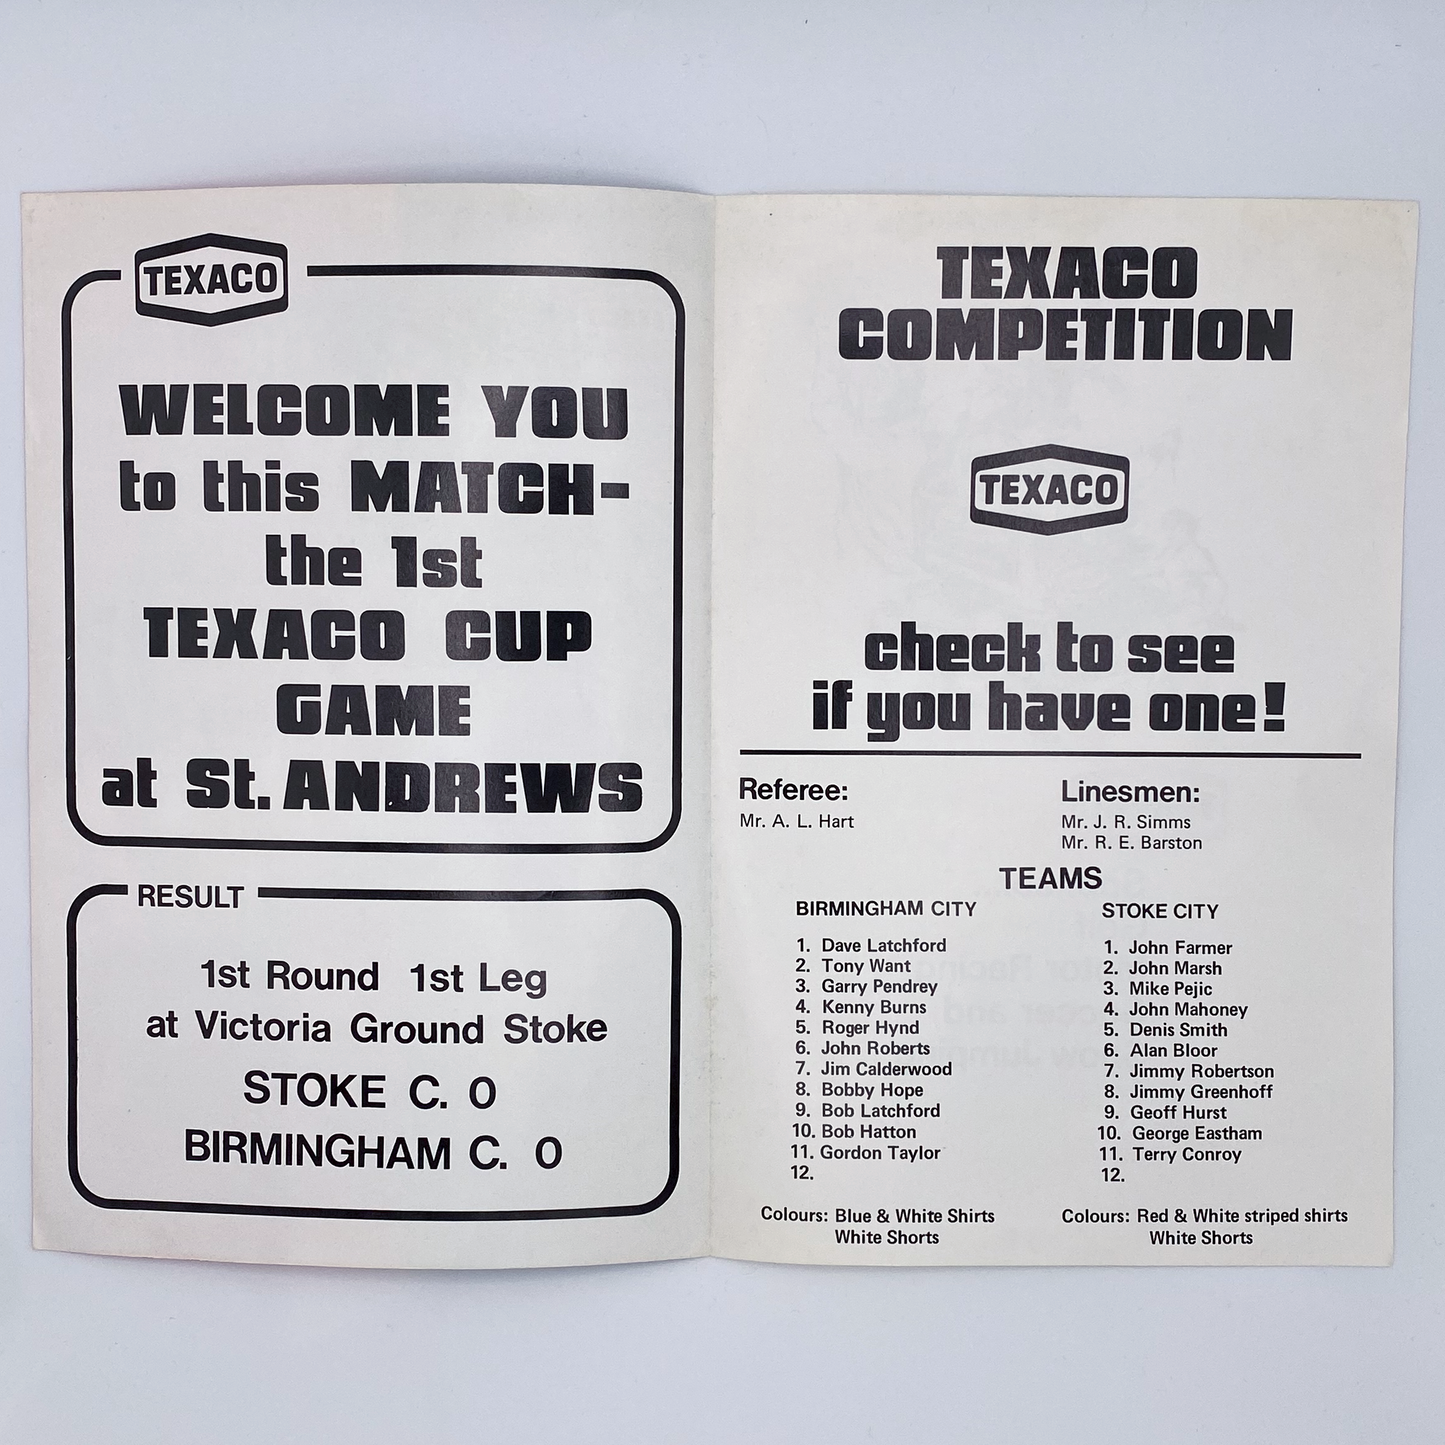 TEXACO
WELCOME YOU
to this MATCH-
the 1st
TEXACO CUP
GAME
at St. ANDREWS
RESULT
1st Round 1st Leg
at Victoria Ground Stoke
STOKE C. 0
BIRMINGHAM C. 0
TEXACO
COMPETITION
TEXACO
check to see
if you have one!
Referee:
Mr. A. L. Hart
Linesmen:
Mr. J. R. Simms
Mr. R. E. Barston
TEAMS
BIRMINGHAM CITY
1. Dave Latchford
2. Tony Want
3. Garry Pendrey
4. Kenny Burns
5. Roger Hynd
6. John Roberts
7. Jim Calderwood
8. Bobby Hope
9. Bob Latchford
10. Bob Hatton
11. Gordon Taylor
12.
Colours: Blue & White Shirts
White Shorts
STOKE CITY
1. John Farmer
2. John Marsh
3. Mike Pejic
4. John Mahoney
5. Denis Smith
6. Alan Bloor
7. Jimmy Robertson
8. Jimmy Greenhoff
9. Geoff Hurst
10. George Eastham
11. Terry Conroy
12.
Colours: Red & White striped shirts
White Shorts